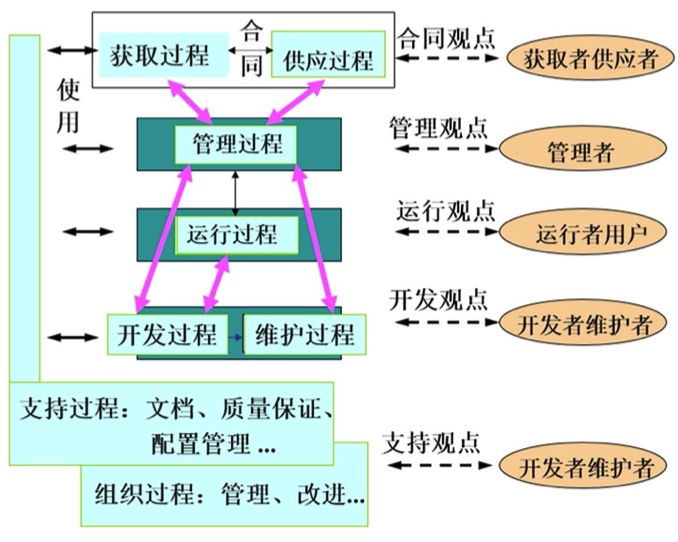 获取过程
合同
供应过程
合同观点
获取者供应者
使用
管理过程
管理观点
管理者
运行过程
运行观点
运行者用户
开发过程
维护过程
开发观点
开发者维护者
支持过程：文档、质量保证、
配置管理...
支持观点
开发者维护者
组织过程：管理、改进...